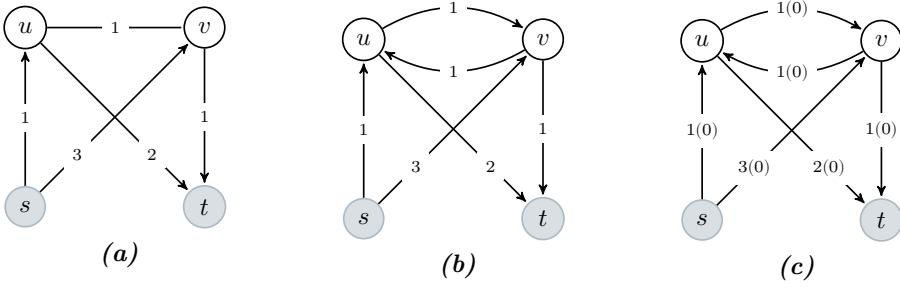 u 1 v
1 3 2 1
s t
(a)
1
u v
1
1 3 2 1
s t
(b)
1(0)
u v
1(0)
1(0) 3(0) 2(0) 1(0)
s t
(c)